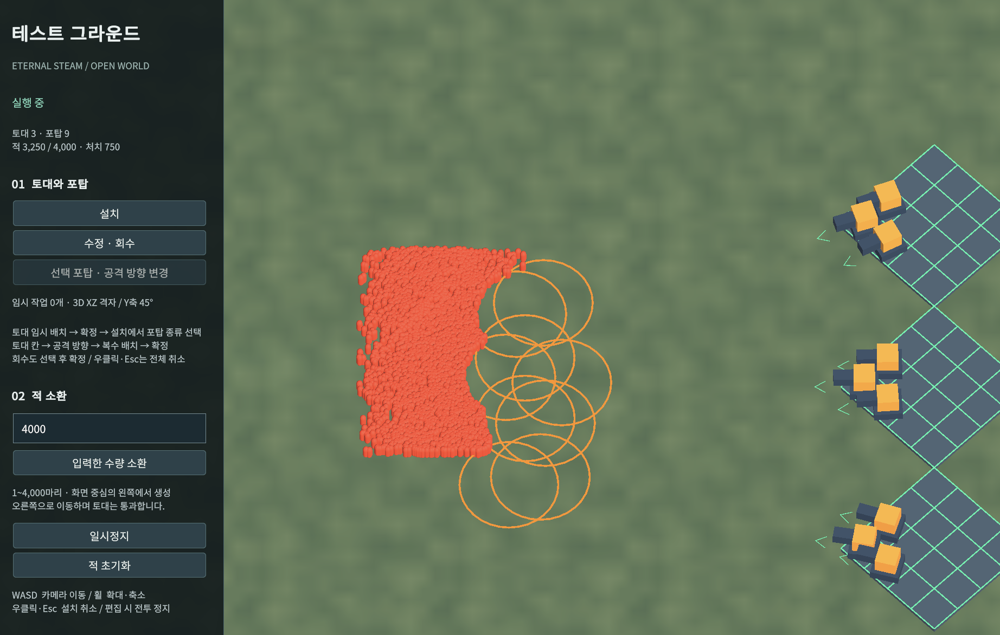 테스트 그라운드
ETERNAL STEAM / OPEN WORLD
실행 중
토대 3 · 포탑 9
적 3,250 / 4,000 · 처치 750
01 토대와 포탑
설치
수정 · 회수
선택 포탑 · 공격 방향 변경
임시 작업 0개 · 3D XZ 격자 / Y축 45°
토대 임시 배치 → 확정 → 설치에서 포탑 종류 선택
토대 칸 → 공격 방향 → 복수 배치 → 확정
회수도 선택 후 확정 / 우클릭·Esc는 전체 취소
02 적 소환
4000
입력한 수량 소환
1~4,000마리 · 화면 중심의 왼쪽에서 생성
오른쪽으로 이동하며 토대는 통과합니다.
일시정지
적 초기화
WASD 카메라 이동 / 휠 확대·축소
우클릭·Esc 설치 취소 / 편집 시 전투 정지